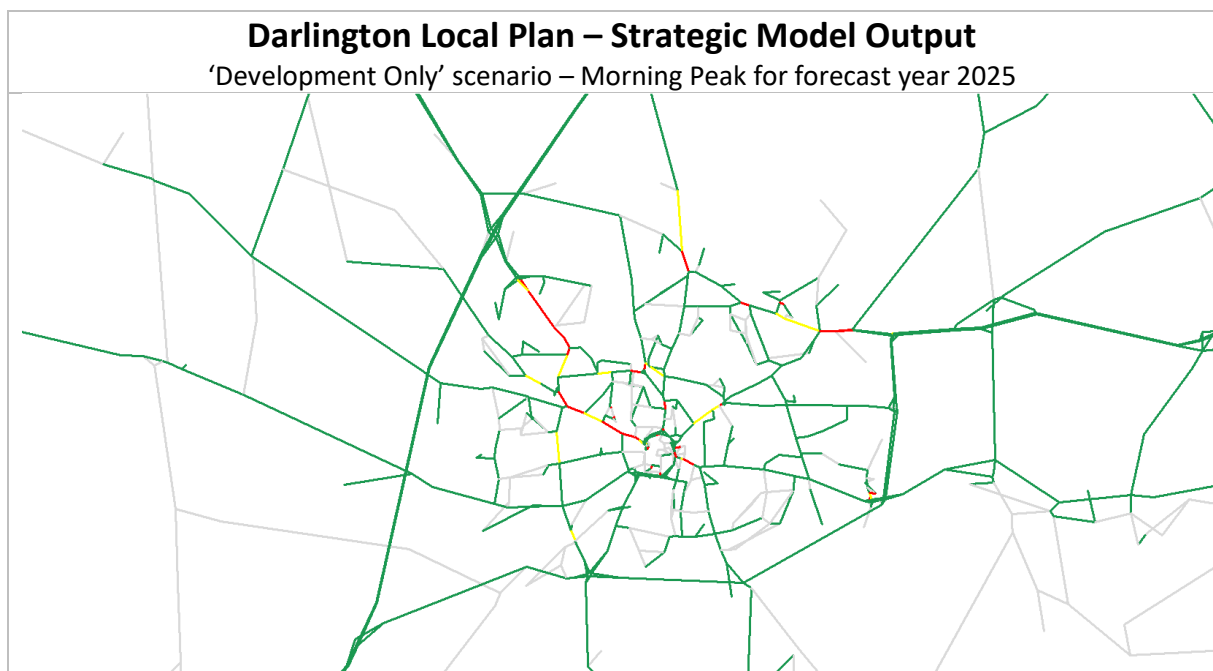 Darlington Local Plan – Strategic Model Output
‘Development Only’ scenario – Morning Peak for forecast year 2025